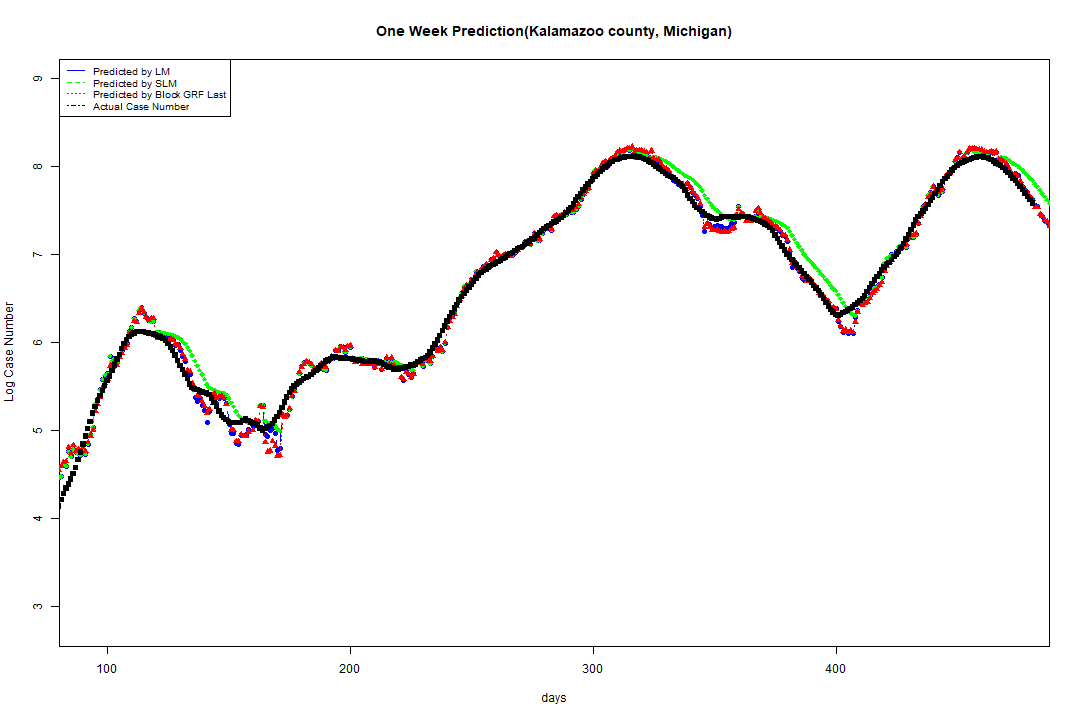 One Week Prediction(Kalamazoo county, Michigan)
Predicted by LM
Predicted by SLM
Predicted by Block GRF Last
Actual Case Number
9
8
7
6
5
4
3
Log Case Number
100 200 300 400
days